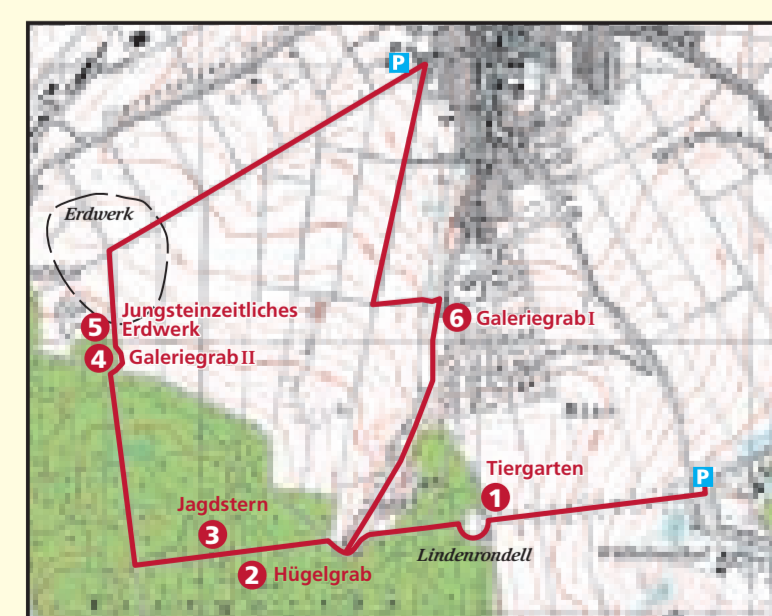 P
Erdwerk
5 Jungsteinzeitliches
Erdwerk
4 Galeriegrab II
6 Galeriegrab I
Tiergarten
1
P
Jagdstern
3
Lindenrondell
2 Hügelgrab